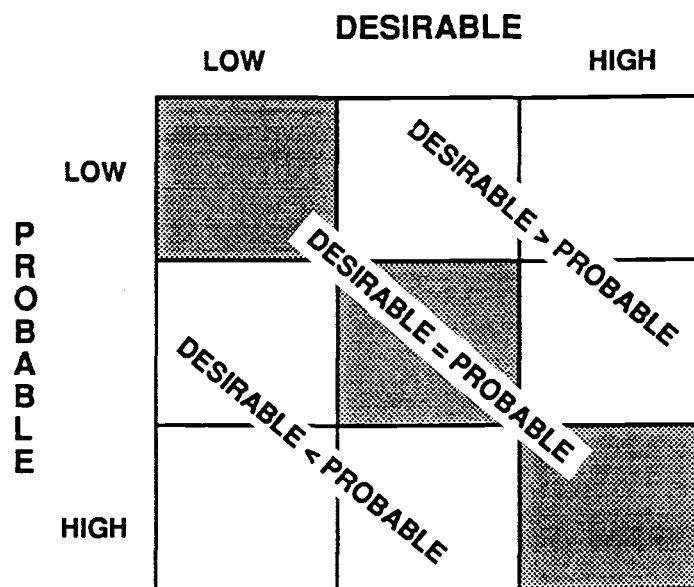 DESIRABLE
LOW HIGH
LOW
DESIRABLE > PROBABLE
PROBABLE
DESIRABLE = PROBABLE
DESIRABLE < PROBABLE
HIGH